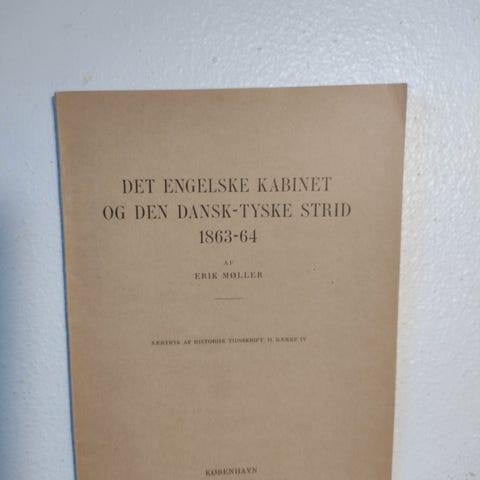 DET ENGELSKE KABINET
OG DEN DANSK-TYSKE STRID
1863-64
AF
ERIK MØLLER
SÆRTRYK AF HISTORISK TIDSSKRIFT, 11. RÆKKE IV
KØBENHAVN